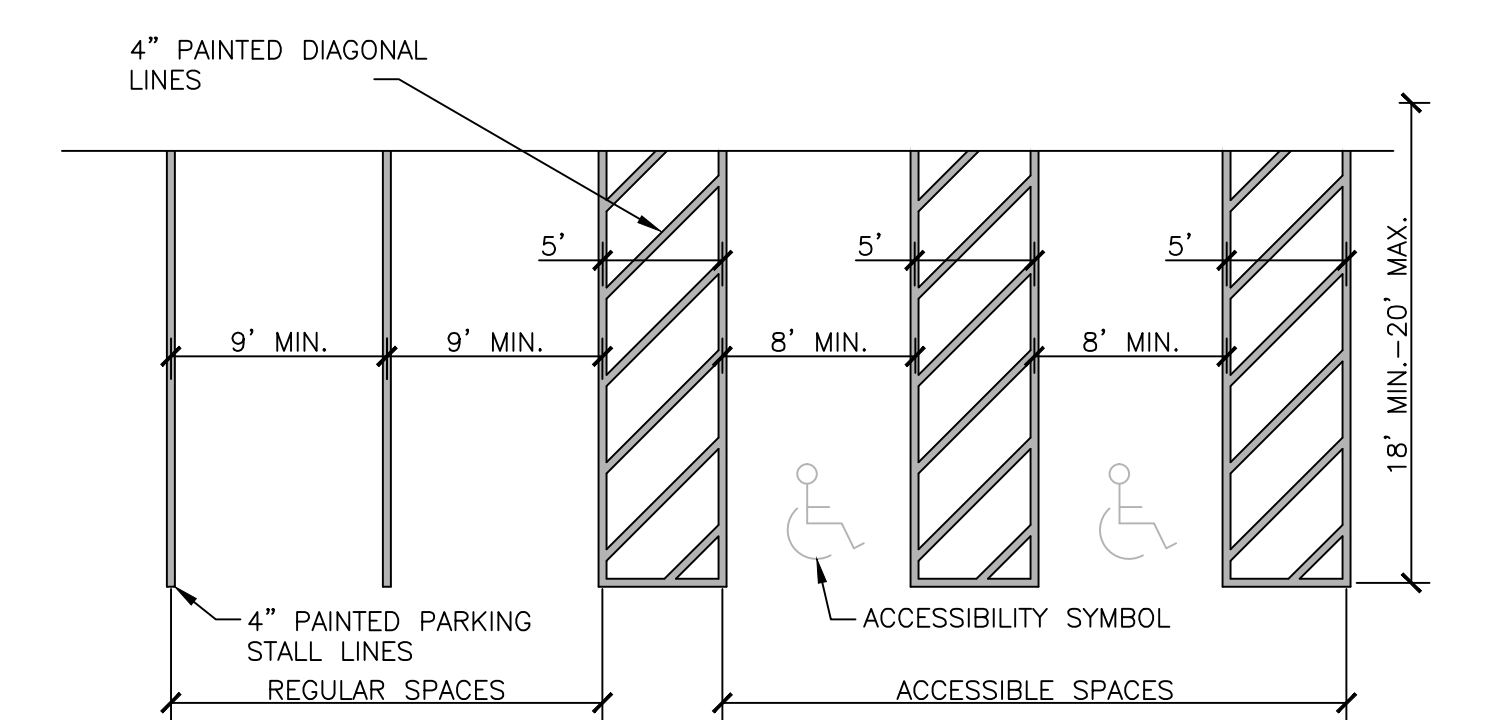 4” PAINTED DIAGONAL
LINES
5’
5’
5’
9’ MIN.
9’ MIN.
8’ MIN.
8’ MIN.
18’ MIN.–20’ MAX.
4” PAINTED PARKING
STALL LINES
ACCESSIBILITY SYMBOL
REGULAR SPACES
ACCESSIBLE SPACES